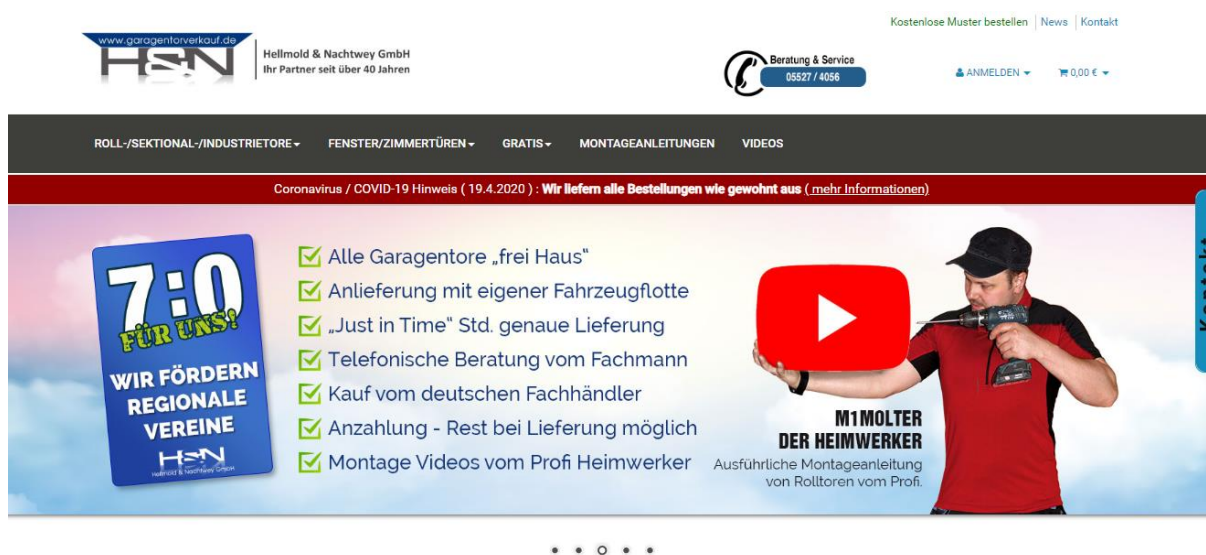 Kostenlose Muster bestellen News Kontakt
www.garagentorverkauf.de
H&N
Hellmold & Nachtwey GmbH
Ihr Partner seit über 40 Jahren
Beratung & Service
05527 / 4056
ANMELDEN
0,00 €
ROLL-/SEKTIONAL-/INDUSTRIETORE FENSTER/ZIMMERTÜREN GRATIS MONTAGEANLEITUNGEN VIDEOS
Coronavirus / COVID-19 Hinweis ( 19.4.2020 ) : Wir liefern alle Bestellungen wie gewohnt aus ( mehr Informationen)
7:0
FÜR UNS!
WIR FÖRDERN
REGIONALE
VEREINE
H&N
Hellmold & Nachtwey GmbH
Alle Garagentore „frei Haus“
Anlieferung mit eigener Fahrzeugflotte
„Just in Time“ Std. genaue Lieferung
Telefonische Beratung vom Fachmann
Kauf vom deutschen Fachhändler
Anzahlung - Rest bei Lieferung möglich
Montage Videos vom Profi Heimwerker
M1MOLTER
DER HEIMWERKER
Ausführliche Montageanleitung
von Rolltoren vom Profi.
Kontakt